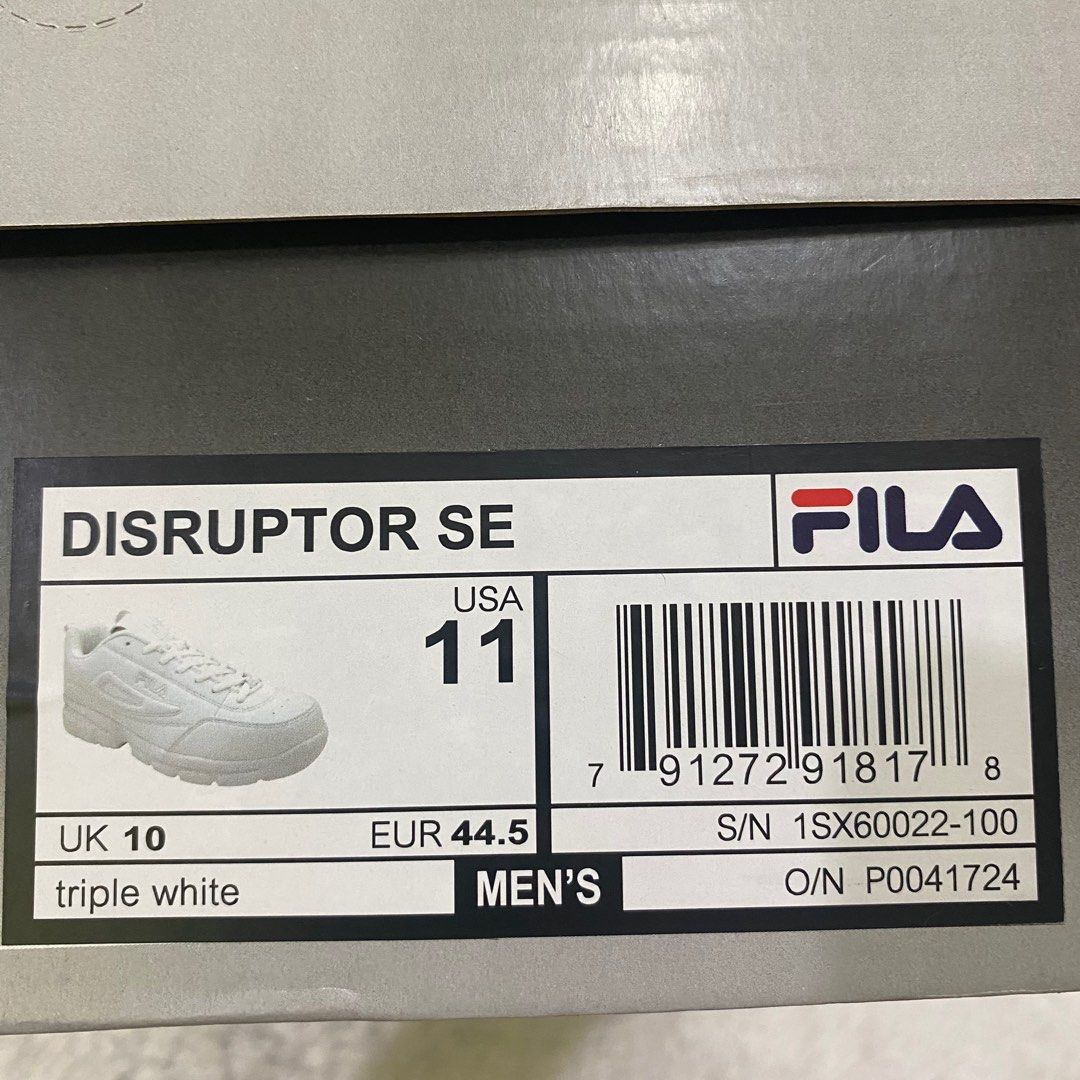 DISRUPTOR SE
FILA
USA
11
FILA
7 91272 91817 8
UK 10 EUR 44.5
S/N 1SX60022-100
triple white
MEN'S
O/N P0041724